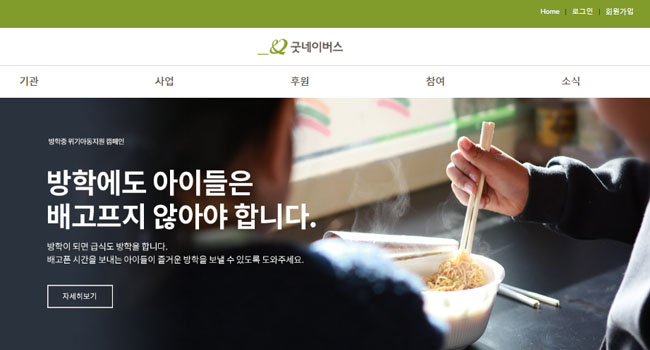 Home | 로그인 | 회원가입
굿네이버스
기관 사업 후원 참여 소식
방학중 위기아동지원 캠페인
방학에도 아이들은
배고프지 않아야 합니다.
방학이 되면 급식도 방학을 합니다.
배고픈 시간을 보내는 아이들이 즐거운 방학을 보낼 수 있도록 도와주세요.
자세히보기